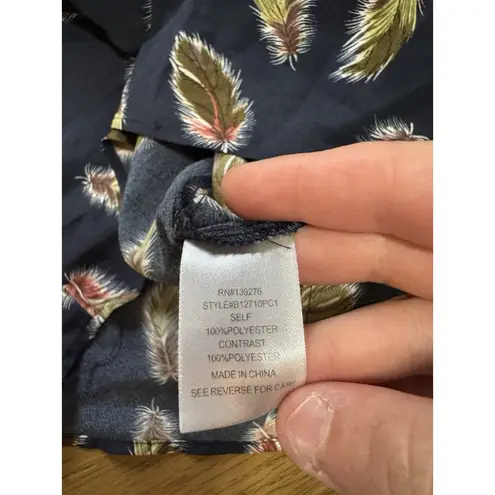 RN#139276
STYLE#B12710PC1
SELF
100%POLYESTER
CONTRAST
100%POLYESTER
MADE IN CHINA
SEE REVERSE FOR CARE